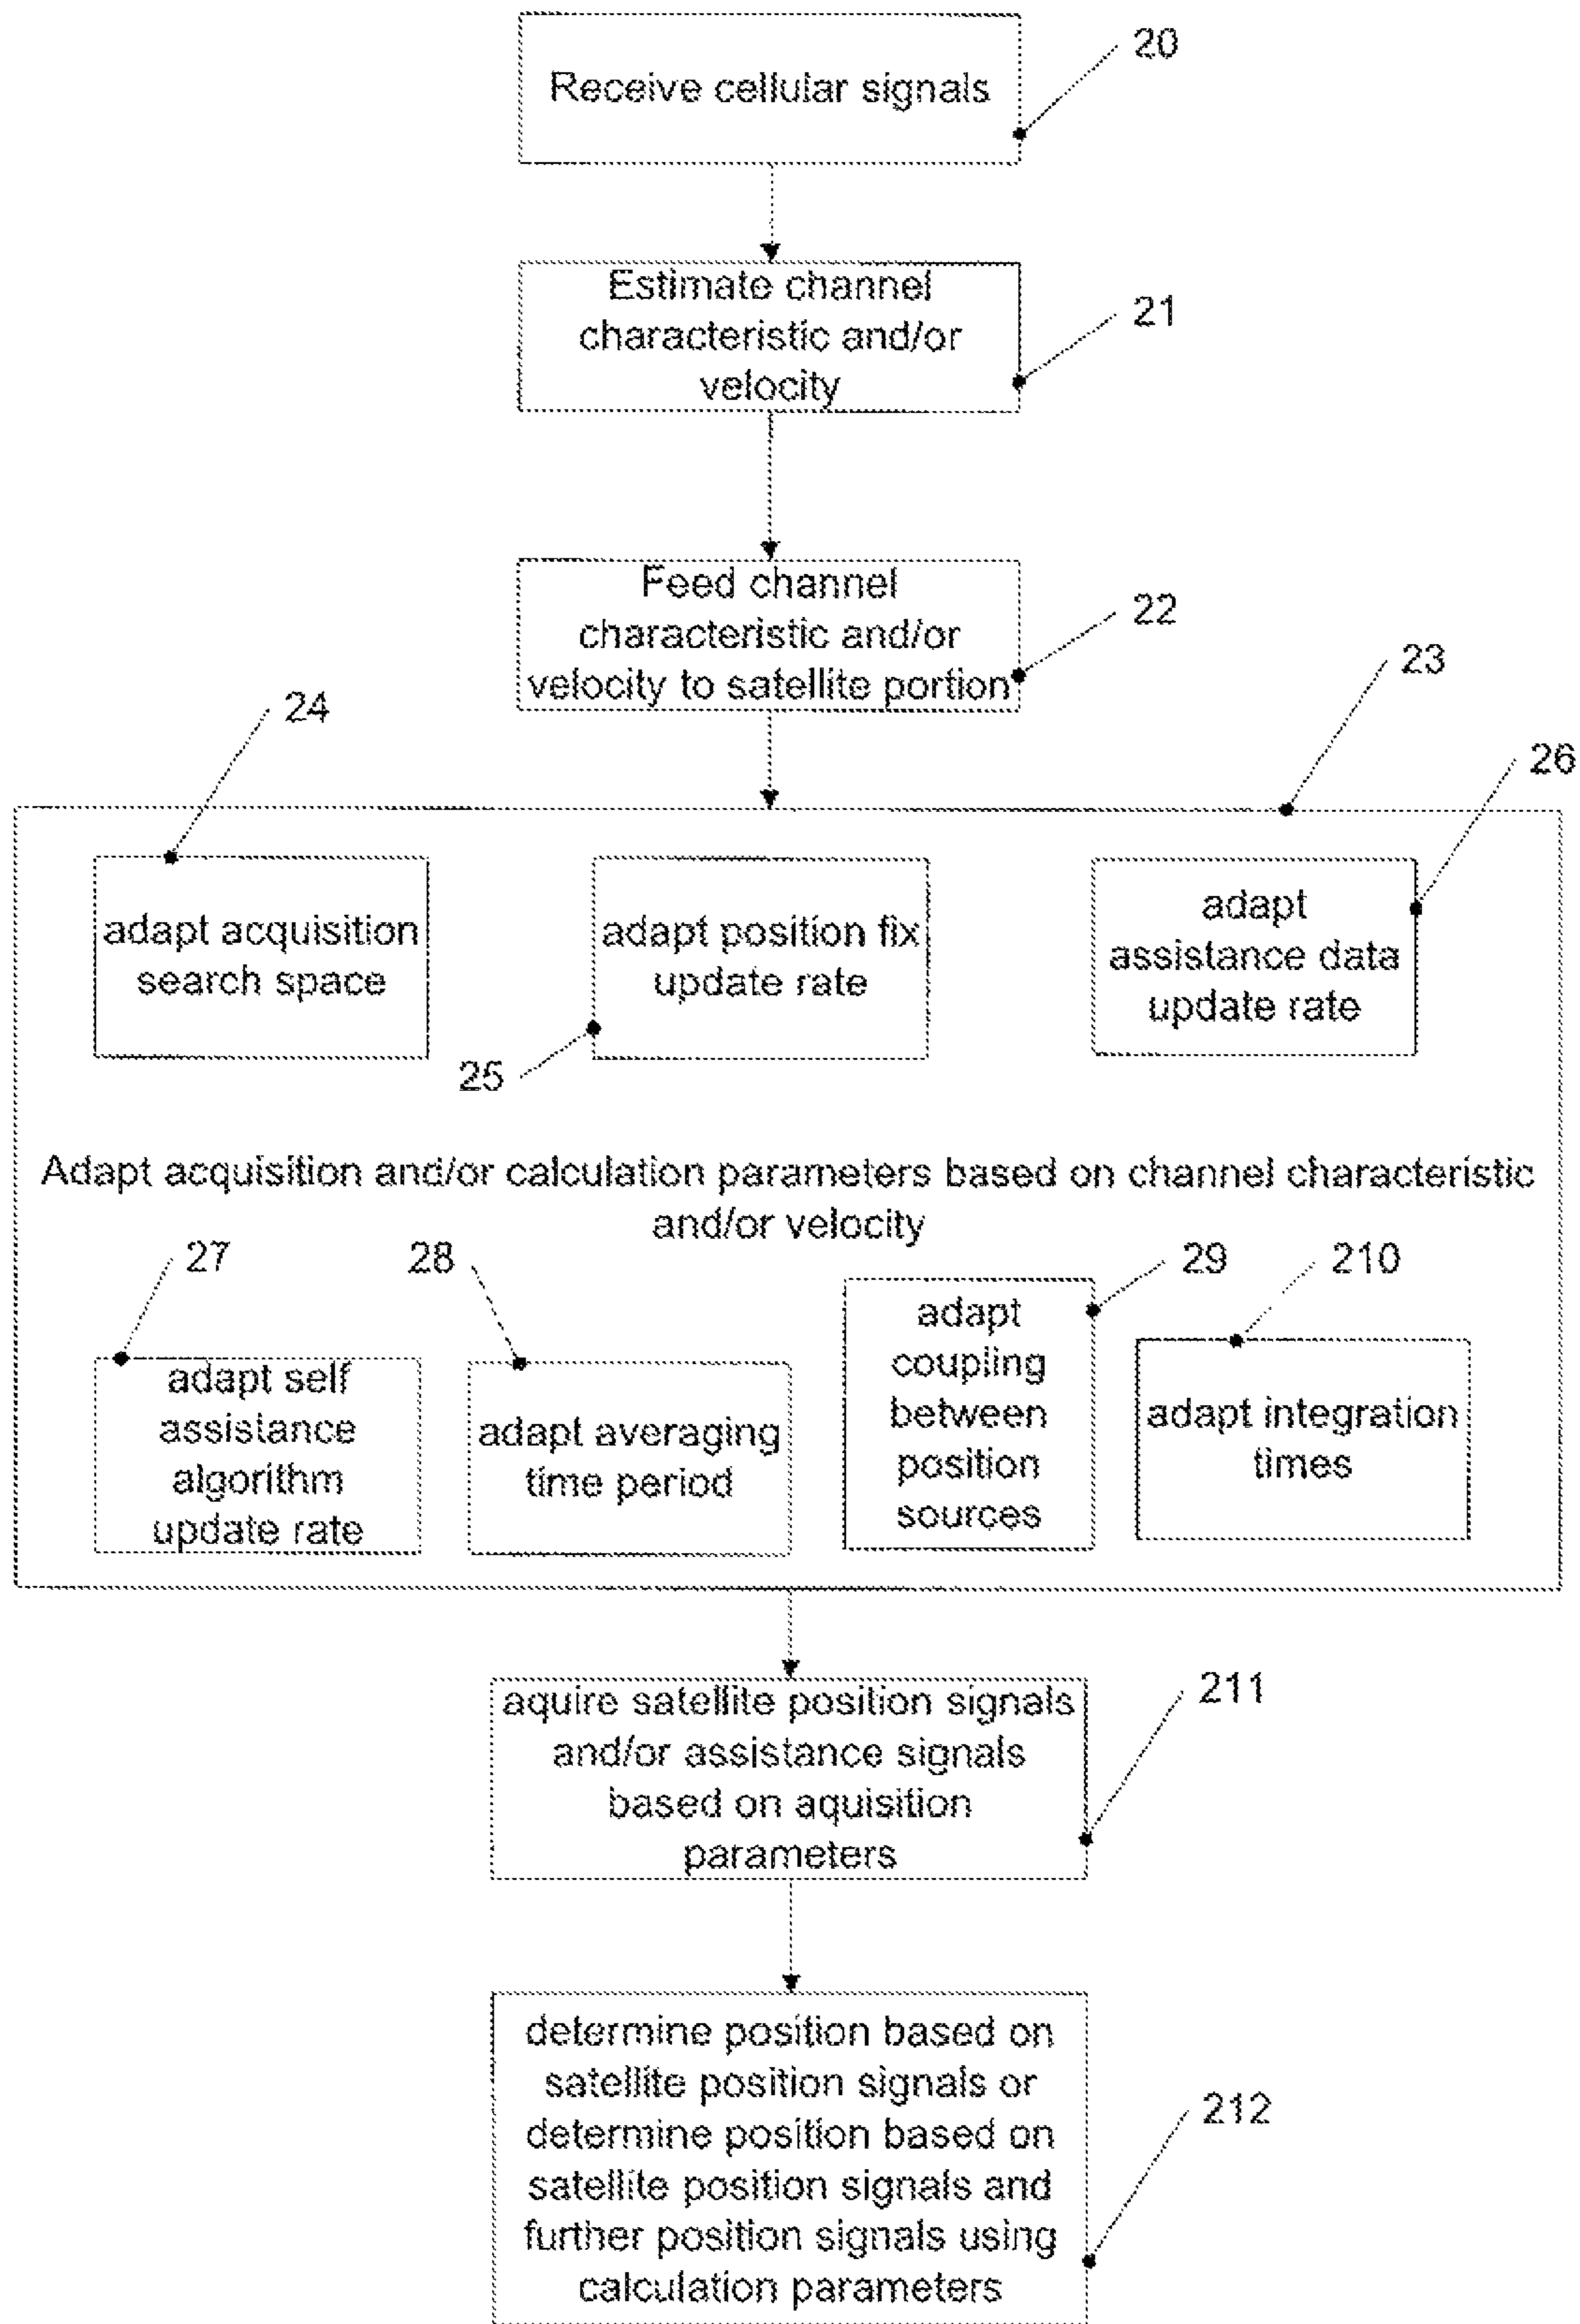 Receive cellular signals
20
Estimate channel
characteristic and/or
velocity
21
Feed channel
characteristic and/or
velocity to satellite portion
22
23
24
adapt acquisition
search space
adapt position fix
update rate
25
26
adapt
assistance data
update rate
Adapt acquisition and/or calculation parameters based on channel characteristic
and/or velocity
27
adapt self
assistance
algorithm
update rate
28
adapt averaging
time period
29
adapt
coupling
between
position
sources
210
adapt integration
times
aquire satellite position signals
and/or assistance signals
based on aquisition
parameters
211
determine position based on
satellite position signals or
determine position based on
satellite position signals and
further position signals using
calculation parameters
212